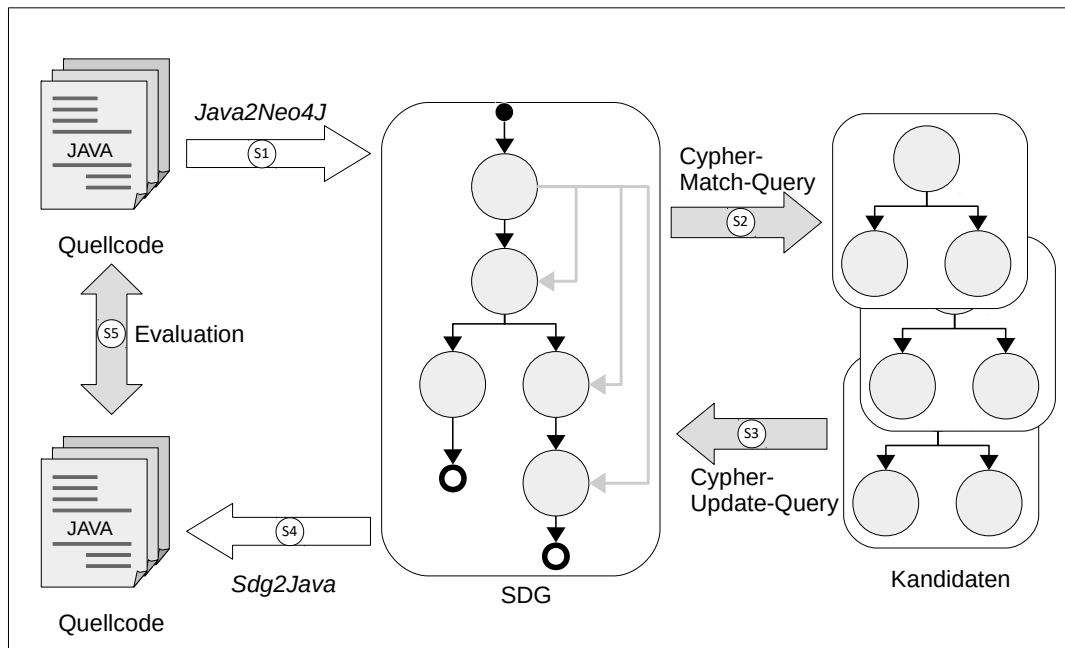 Java2Neo4J
S1
JAVA
Quellcode
Cypher-
Match-Query
S2
S5
Evaluation
S3
Cypher-
Update-Query
JAVA
S4
Sdg2Java
Quellcode
SDG
Kandidaten